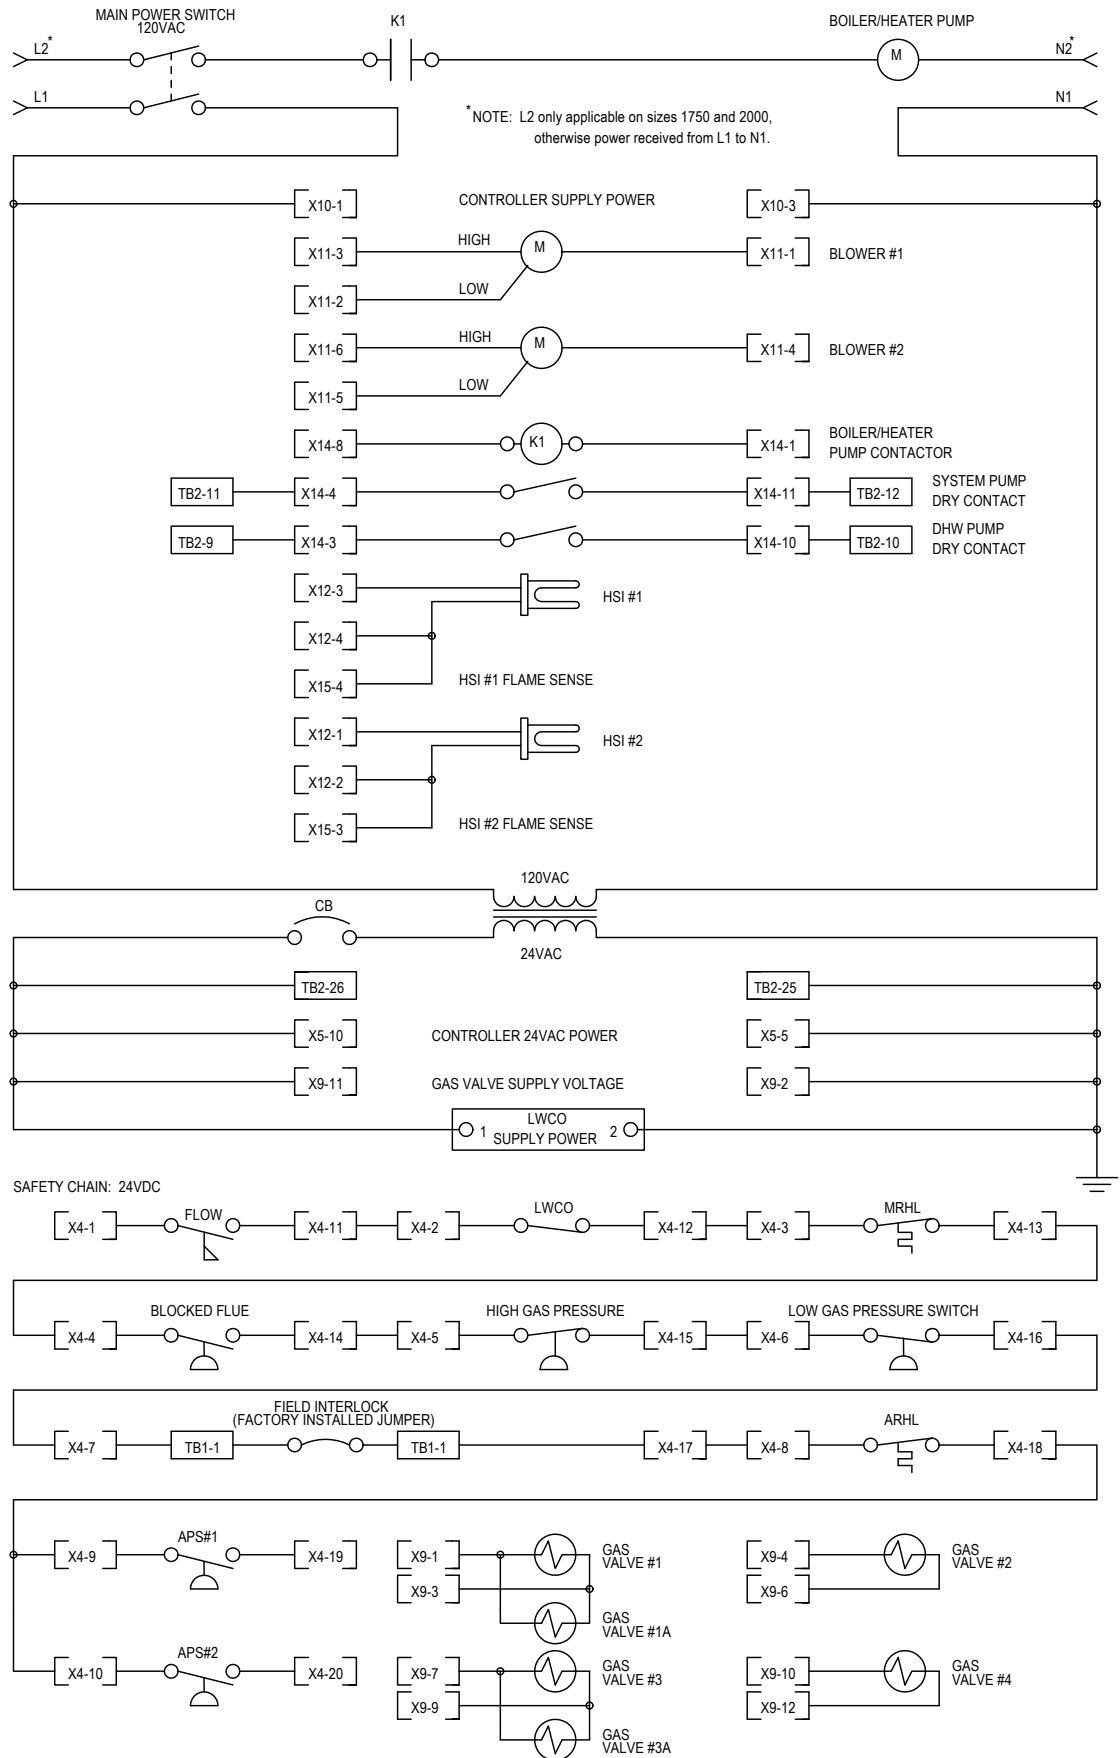 MAIN POWER SWITCH
120VAC
K1
BOILER/HEATER PUMP
L2*
M
N2*
L1
N1
*NOTE: L2 only applicable on sizes 1750 and 2000,
otherwise power received from L1 to N1.
X10-1 CONTROLLER SUPPLY POWER X10-3
X11-3 HIGH M X11-1 BLOWER #1
X11-2 LOW
X11-6 HIGH M X11-4 BLOWER #2
X11-5 LOW
X14-8 K1 X14-1 BOILER/HEATER
PUMP CONTACTOR
TB2-11 X14-4 X14-11 TB2-12 SYSTEM PUMP
DRY CONTACT
TB2-9 X14-3 X14-10 TB2-10 DHW PUMP
DRY CONTACT
X12-3 HSI #1
X12-4
X15-4 HSI #1 FLAME SENSE
X12-1 HSI #2
X12-2
X15-3 HSI #2 FLAME SENSE
120VAC
CB
24VAC
TB2-26 TB2-25
X5-10 CONTROLLER 24VAC POWER X5-5
X9-11 GAS VALVE SUPPLY VOLTAGE X9-2
1 LWCO
SUPPLY POWER 2
SAFETY CHAIN: 24VDC
X4-1 FLOW X4-11 X4-2 LWCO X4-12 X4-3 MRHL X4-13
BLOCKED FLUE HIGH GAS PRESSURE LOW GAS PRESSURE SWITCH
X4-4 X4-14 X4-5 X4-15 X4-6 X4-16
FIELD INTERLOCK
(FACTORY INSTALLED JUMPER)
ARHL
X4-7 TB1-1 TB1-1 X4-17 X4-8 X4-18
APS#1
X4-9 X4-19 X9-1 GAS
VALVE #1
X9-4 GAS
VALVE #2
X9-3 X9-6
GAS
VALVE #1A
APS#2
X4-10 X4-20 X9-7 GAS
VALVE #3
X9-10 GAS
VALVE #4
X9-9 X9-12
GAS
VALVE #3A